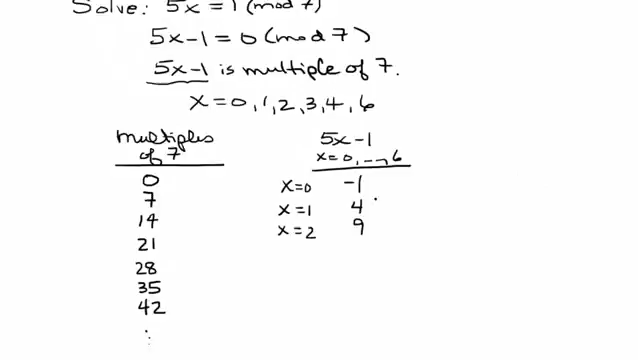 Solve: 5x = 1 (mod 7)
5x-1 = 0 (mod 7)
5x-1 is multiple of 7.
x = 0, 1, 2, 3, 4, 6
multiples of 7
0
7
14
21
28
35
42
⋮
5x-1
x=0, ..., 6
x=0 -1
x=1 4
x=2 9